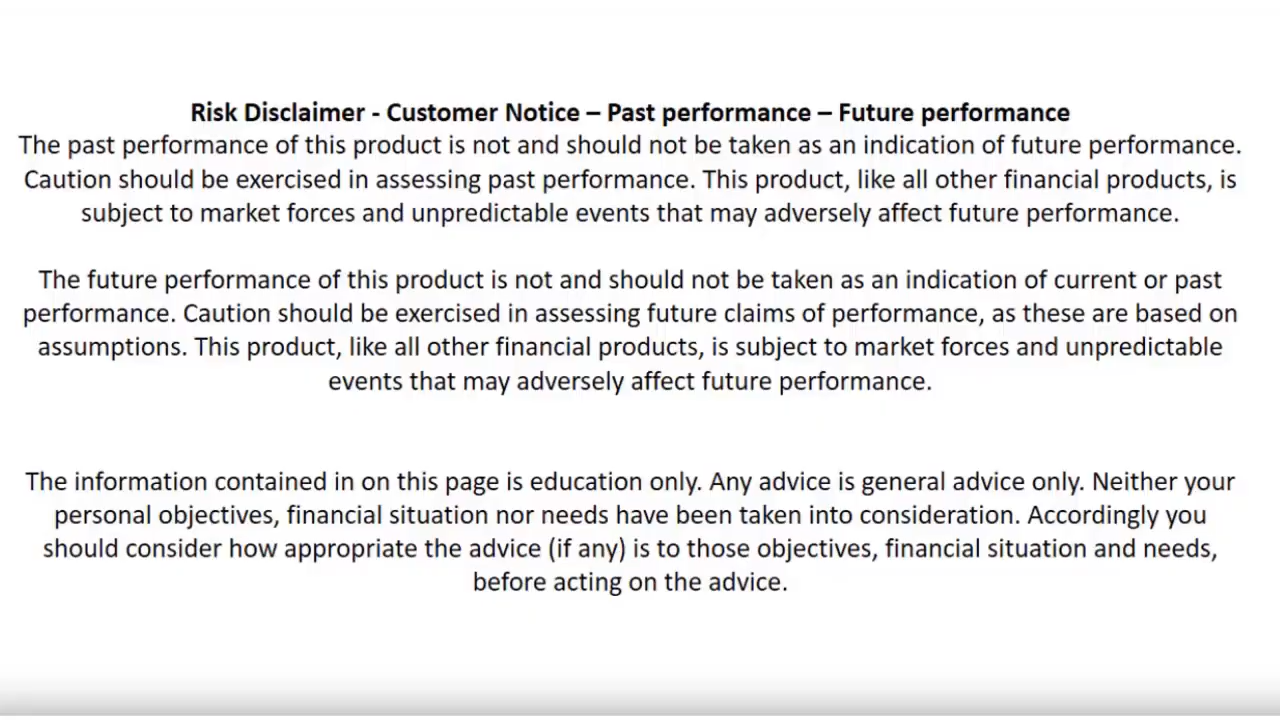 Risk Disclaimer - Customer Notice – Past performance – Future performance
The past performance of this product is not and should not be taken as an indication of future performance.
Caution should be exercised in assessing past performance. This product, like all other financial products, is
subject to market forces and unpredictable events that may adversely affect future performance.
The future performance of this product is not and should not be taken as an indication of current or past
performance. Caution should be exercised in assessing future claims of performance, as these are based on
assumptions. This product, like all other financial products, is subject to market forces and unpredictable
events that may adversely affect future performance.
The information contained in on this page is education only. Any advice is general advice only. Neither your
personal objectives, financial situation nor needs have been taken into consideration. Accordingly you
should consider how appropriate the advice (if any) is to those objectives, financial situation and needs,
before acting on the advice.